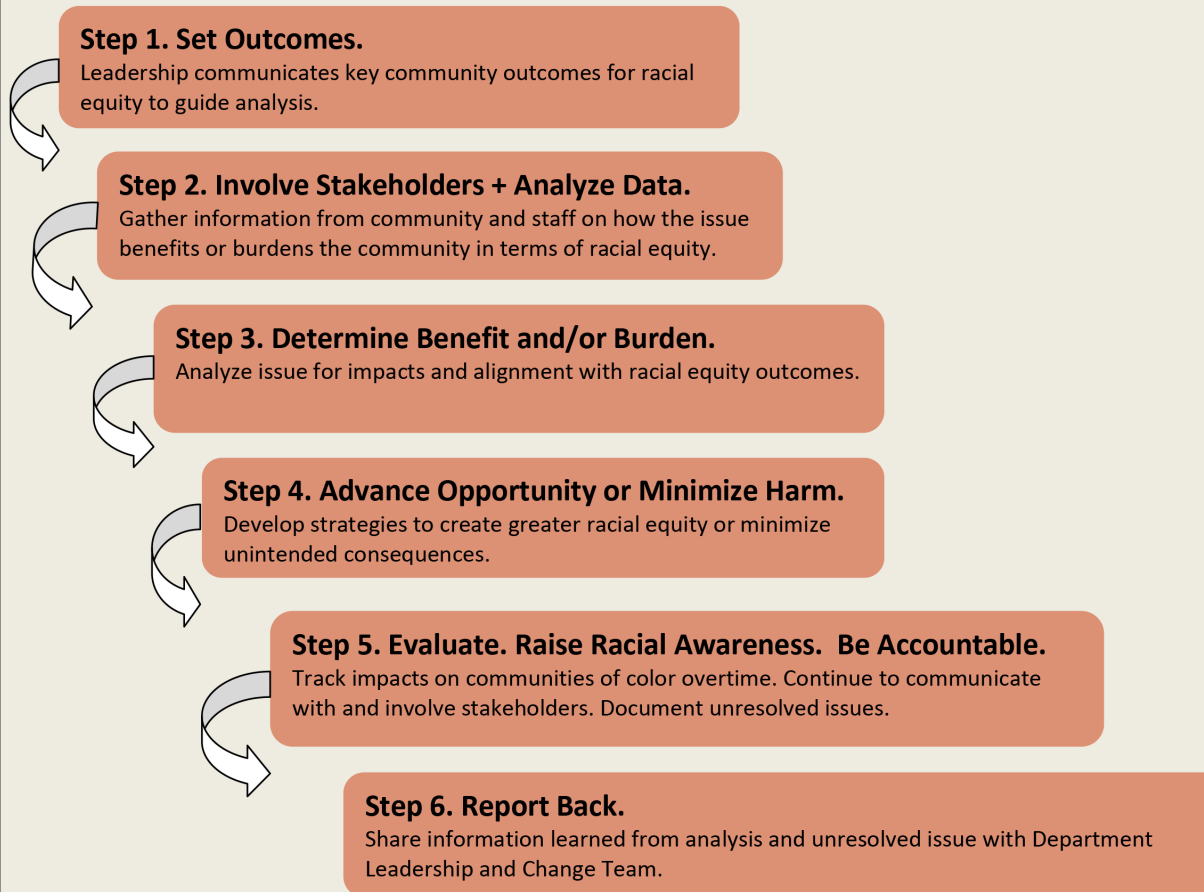 Step 1. Set Outcomes.
Leadership communicates key community outcomes for racial
equity to guide analysis.
Step 2. Involve Stakeholders + Analyze Data.
Gather information from community and staff on how the issue
benefits or burdens the community in terms of racial equity.
Step 3. Determine Benefit and/or Burden.
Analyze issue for impacts and alignment with racial equity outcomes.
Step 4. Advance Opportunity or Minimize Harm.
Develop strategies to create greater racial equity or minimize
unintended consequences.
Step 5. Evaluate. Raise Racial Awareness.  Be Accountable.
Track impacts on communities of color overtime. Continue to communicate
with and involve stakeholders. Document unresolved issues.
Step 6. Report Back.
Share information learned from analysis and unresolved issue with Department
Leadership and Change Team.